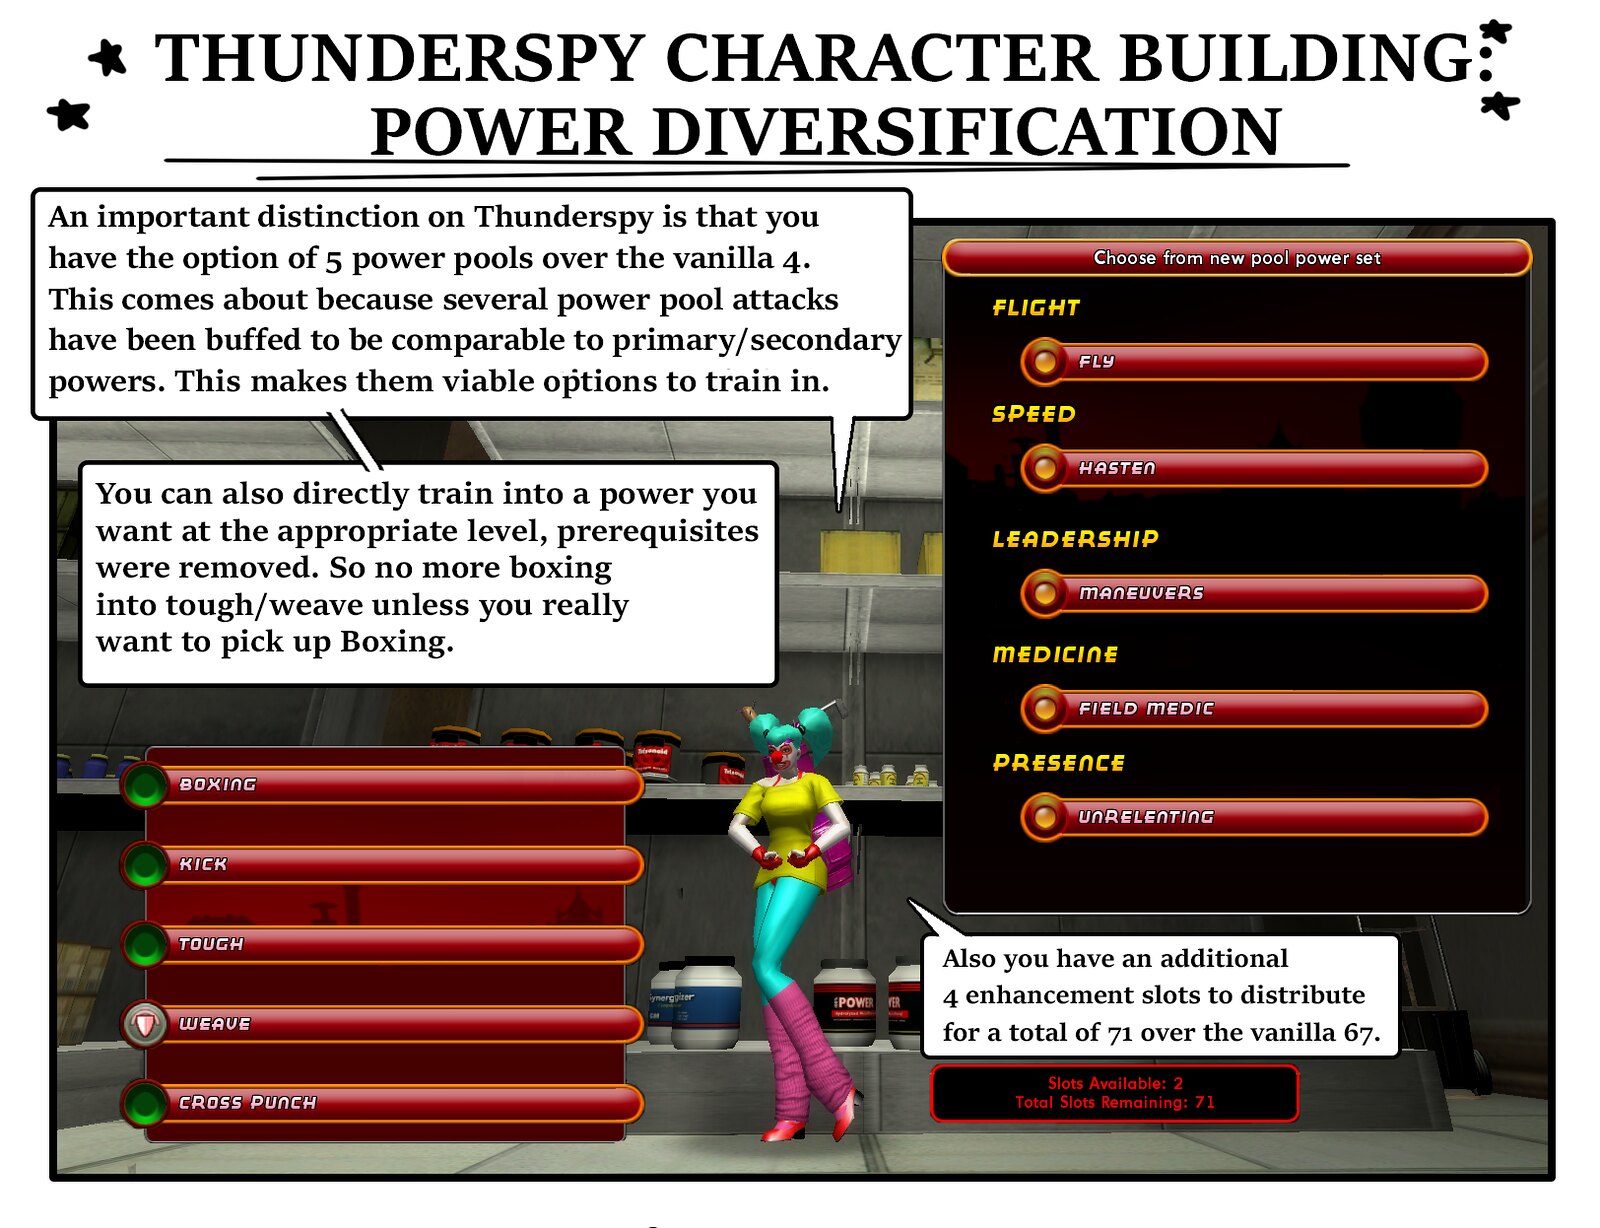 THUNDERSPY CHARACTER BUILDING:
POWER DIVERSIFICATION
An important distinction on Thunderspy is that you
have the option of 5 power pools over the vanilla 4.
This comes about because several power pool attacks
have been buffed to be comparable to primary/secondary
powers. This makes them viable options to train in.
You can also directly train into a power you
want at the appropriate level, prerequisites
were removed. So no more boxing
into tough/weave unless you really
want to pick up Boxing.
Choose from new pool power set
FLIGHT
FLY
SPEED
HASTEN
LEADERSHIP
MANEUVERS
MEDICINE
FIELD MEDIC
PRESENCE
UNRELENTING
BOXING
KICK
TOUGH
WEAVE
CROSS PUNCH
POWER
Also you have an additional
4 enhancement slots to distribute
for a total of 71 over the vanilla 67.
Slots Available: 2
Total Slots Remaining: 71